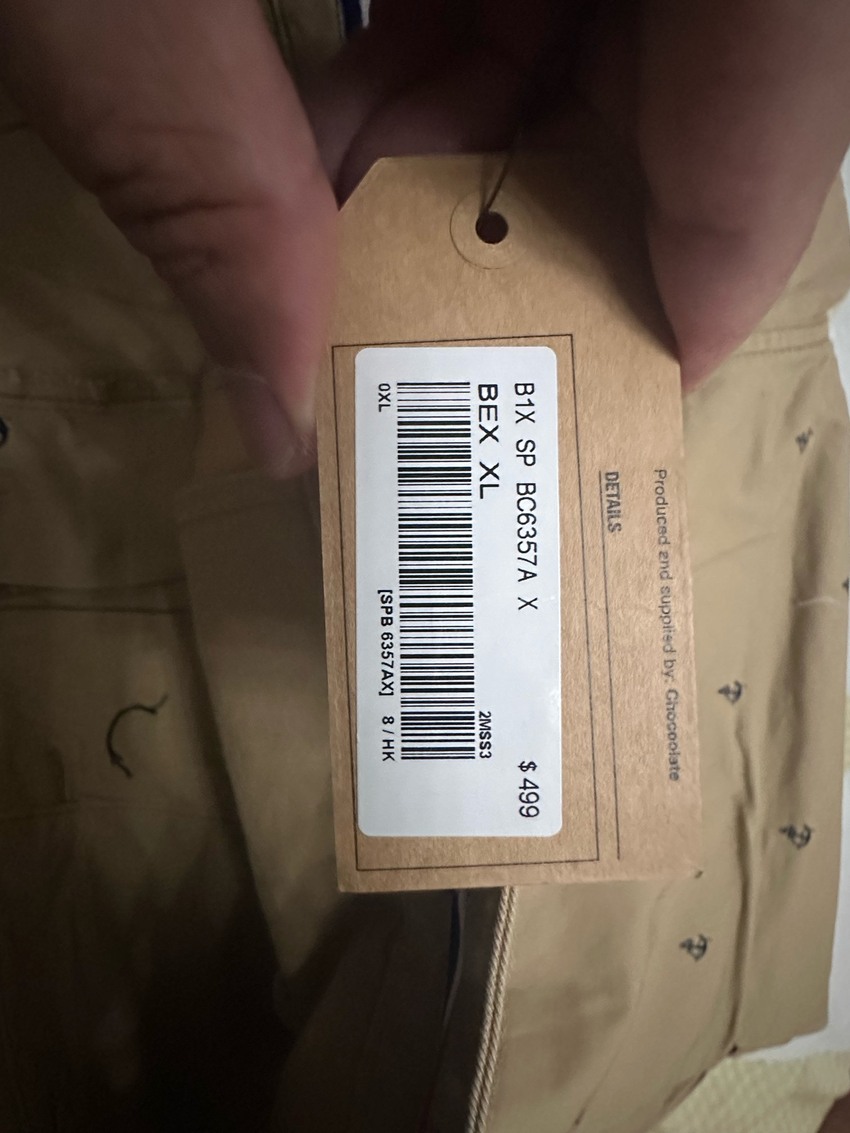 Produced and supplied by: Chocoolate
DETAILS
B1X SP BC6357A X $499
BEX XL 2MSS3
0XL [SPB 6357AX] 8 / HK